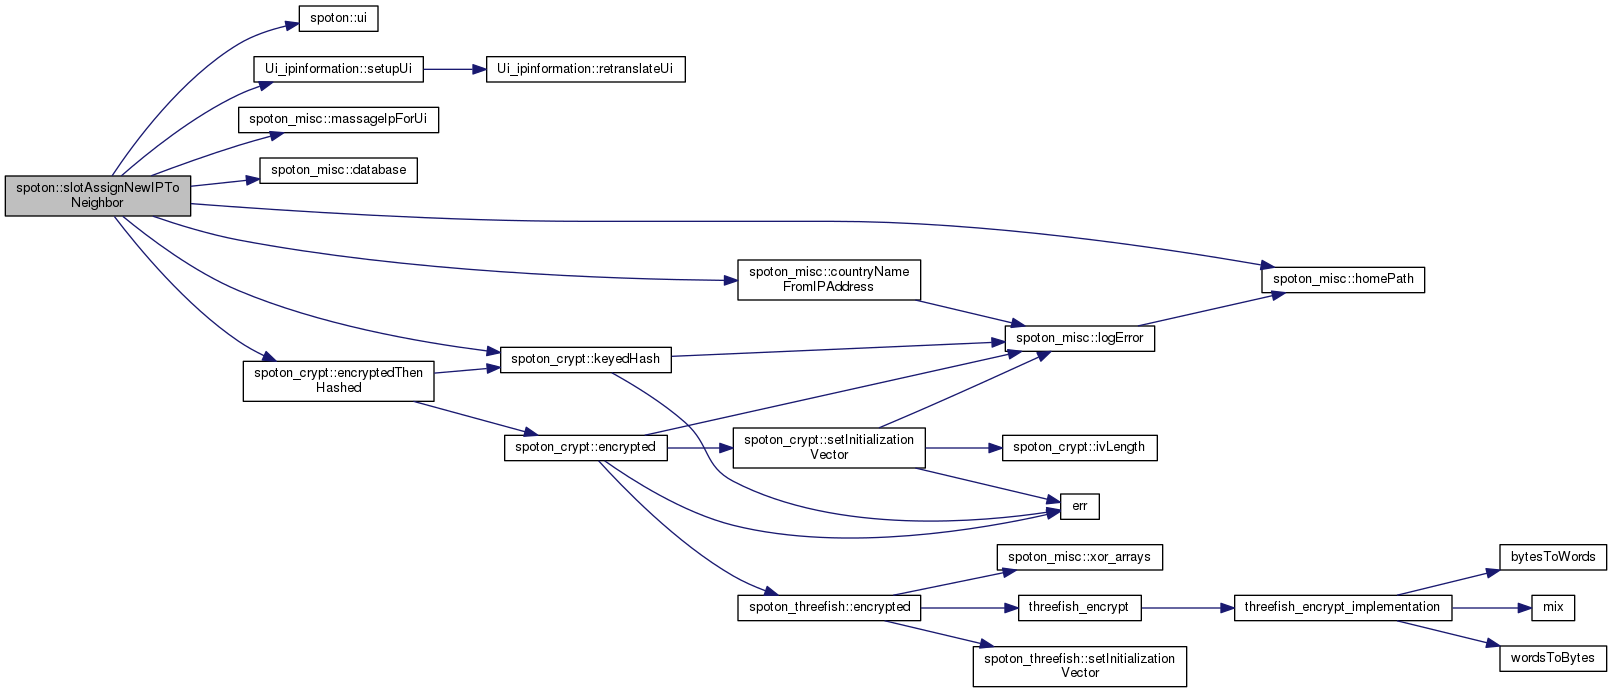 spoton::ui
Ui_ipinformation::setupUi
Ui_ipinformation::retranslateUi
spoton_misc::massageIpForUi
spoton_misc::database
spoton::slotAssignNewIPTo
Neighbor
spoton_misc::countryName
FromIPAddress
spoton_misc::homePath
spoton_misc::logError
spoton_crypt::keyedHash
spoton_crypt::encryptedThen
Hashed
spoton_crypt::encrypted
spoton_crypt::setInitialization
Vector
spoton_crypt::ivLength
err
spoton_misc::xor_arrays
bytesToWords
spoton_threefish::encrypted
threefish_encrypt
threefish_encrypt_implementation
mix
spoton_threefish::setInitialization
Vector
wordsToBytes